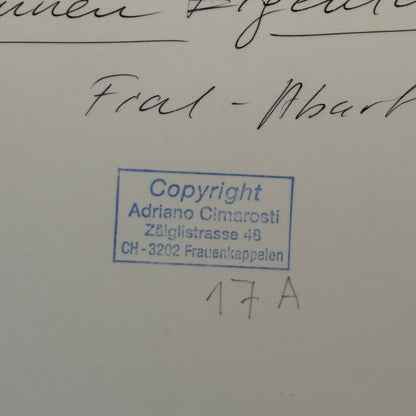 Fiat - Abart
Copyright
Adriano Cimarosti
Zälglistrasse 48
CH - 3202 Frauenkappelen
17 A